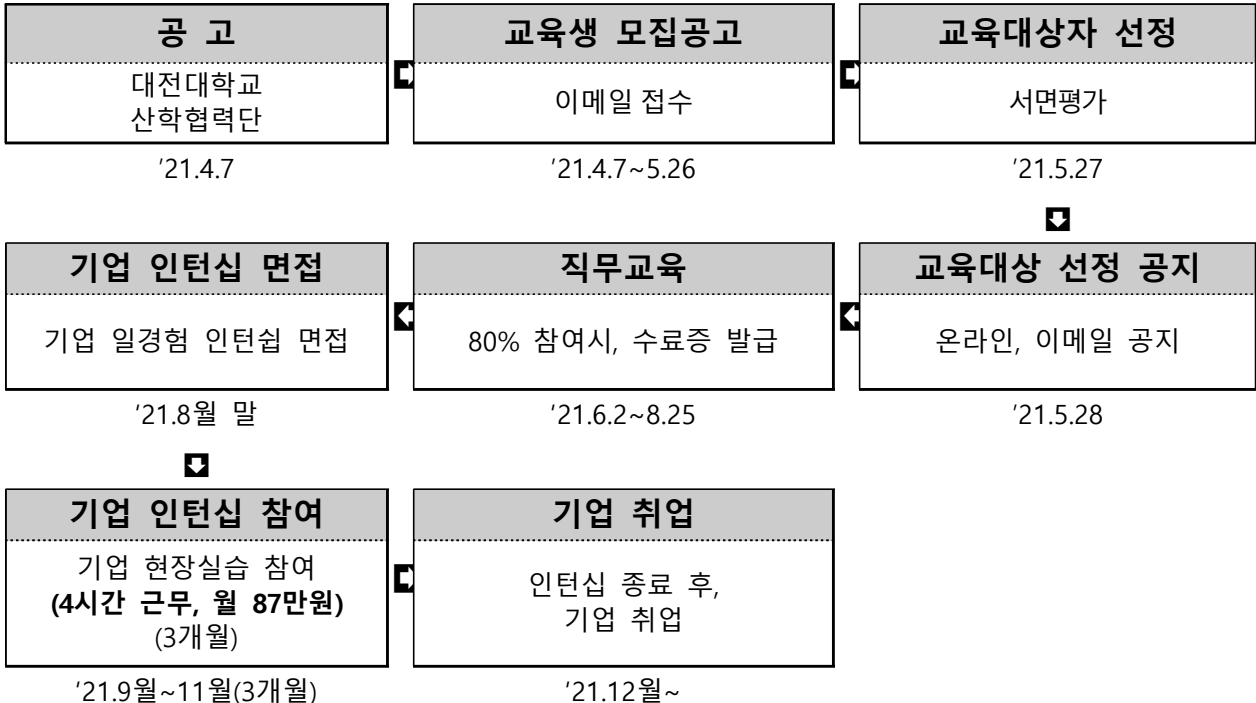 공 고
대전대학교
산학협력단
'21.4.7
교육생 모집공고
이메일 접수
'21.4.7~5.26
교육대상자 선정
서면평가
'21.5.27
교육대상 선정 공지
온라인, 이메일 공지
'21.5.28
직무교육
80% 참여시, 수료증 발급
'21.6.2~8.25
기업 인턴십 면접
기업 일경험 인턴쉽 면접
'21.8월 말
기업 인턴십 참여
기업 현장실습 참여
(4시간 근무, 월 87만원)
(3개월)
'21.9월~11월(3개월)
기업 취업
인턴십 종료 후,
기업 취업
'21.12월~